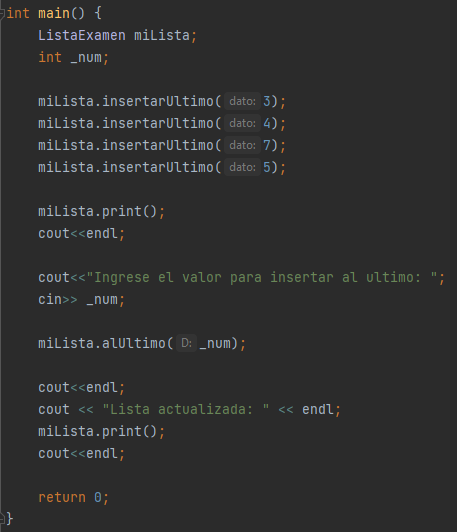 int main() {
ListaExamen miLista;
int _num;
miLista.insertarUltimo( dato: 3);
miLista.insertarUltimo( dato: 4);
miLista.insertarUltimo( dato: 7);
miLista.insertarUltimo( dato: 5);
miLista.print();
cout<<endl;
cout<<"Ingrese el valor para insertar al ultimo: ";
cin>> _num;
miLista.alUltimo( D: _num);
cout<<endl;
cout << "Lista actualizada: " << endl;
miLista.print();
cout<<endl;
return 0;
}